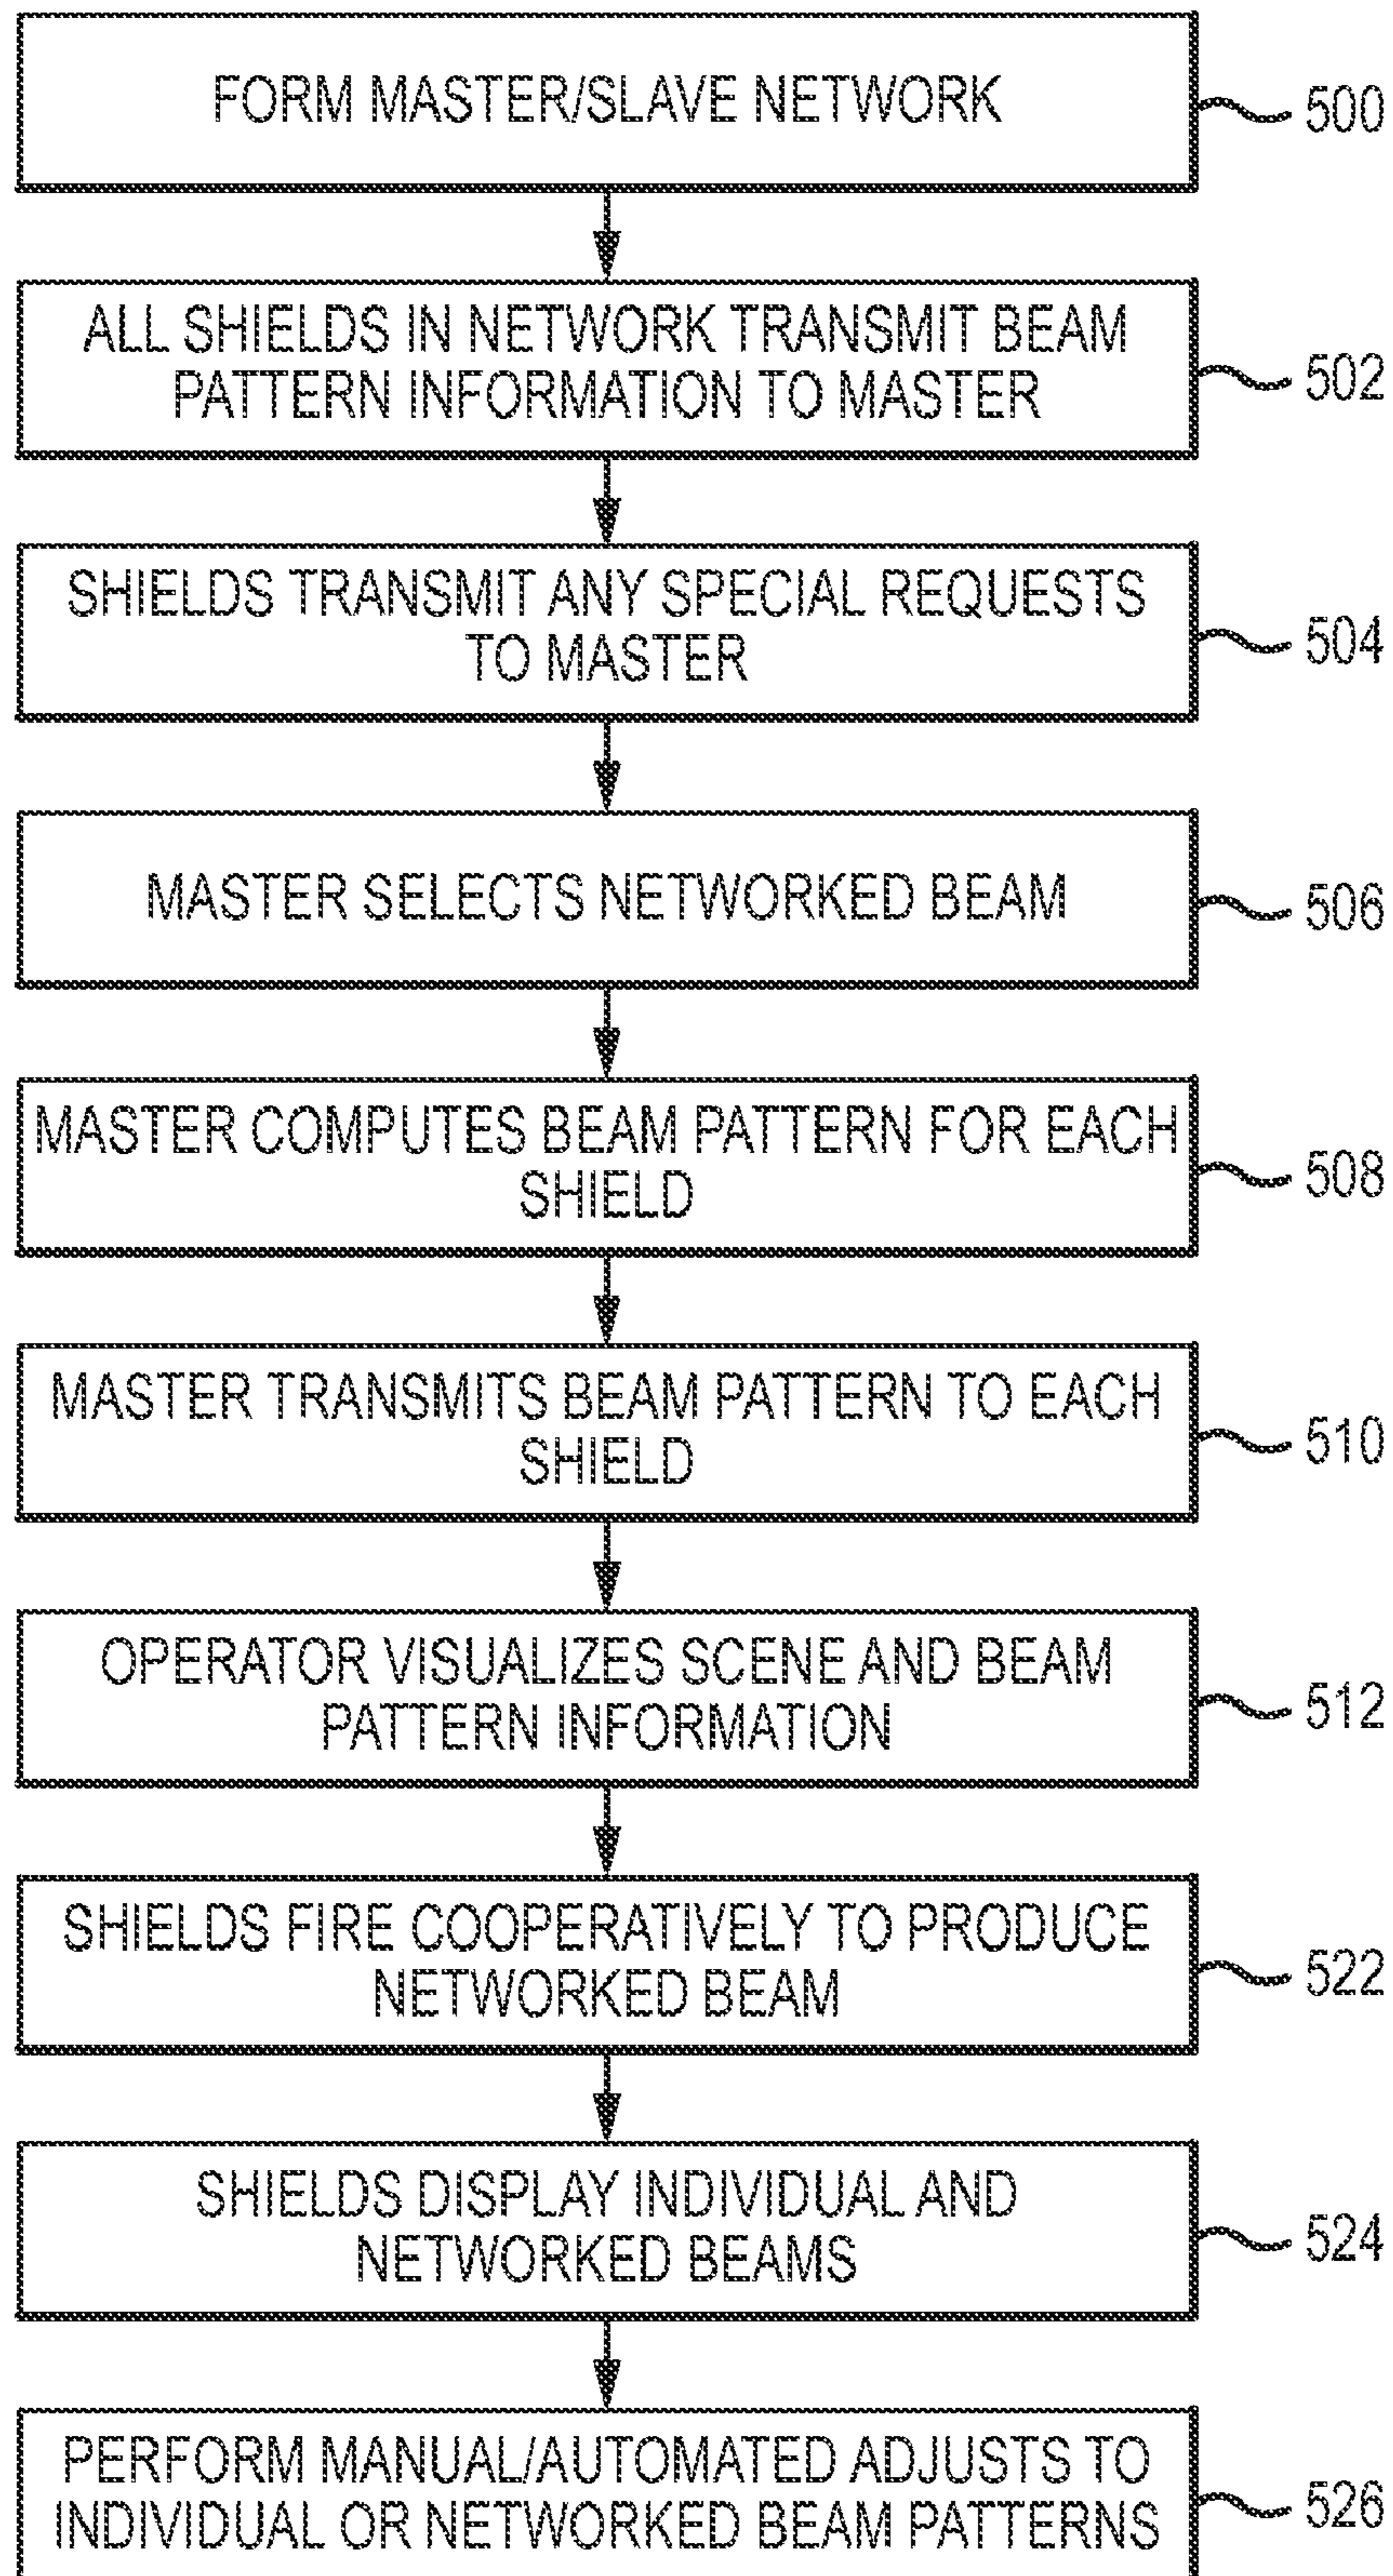 FORM MASTER/SLAVE NETWORK
500
ALL SHIELDS IN NETWORK TRANSMIT BEAM
PATTERN INFORMATION TO MASTER
502
SHIELDS TRANSMIT ANY SPECIAL REQUESTS
TO MASTER
504
MASTER SELECTS NETWORKED BEAM
506
MASTER COMPUTES BEAM PATTERN FOR EACH
SHIELD
508
MASTER TRANSMITS BEAM PATTERN TO EACH
SHIELD
510
OPERATOR VISUALIZES SCENE AND BEAM
PATTERN INFORMATION
512
SHIELDS FIRE COOPERATIVELY TO PRODUCE
NETWORKED BEAM
522
SHIELDS DISPLAY INDIVIDUAL AND
NETWORKED BEAMS
524
PERFORM MANUAL/AUTOMATED ADJUSTS TO
INDIVIDUAL OR NETWORKED BEAM PATTERNS
526